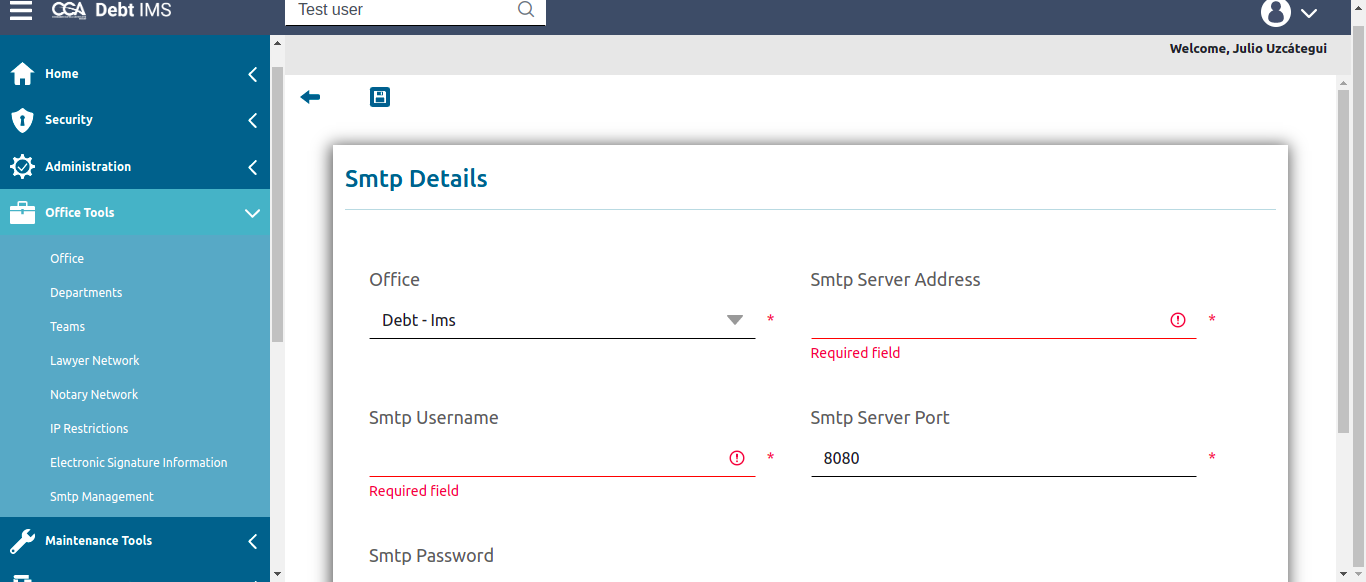 CGA Debt IMS
Test user
Welcome, Julio Uzcátegui
Home
Security
Administration
Office Tools
Office
Departments
Teams
Lawyer Network
Notary Network
IP Restrictions
Electronic Signature Information
Smtp Management
Maintenance Tools
Smtp Details
Office
Smtp Server Address
Debt - Ims
*
*
Required field
Smtp Username
Smtp Server Port
*
8080
*
Required field
Smtp Password